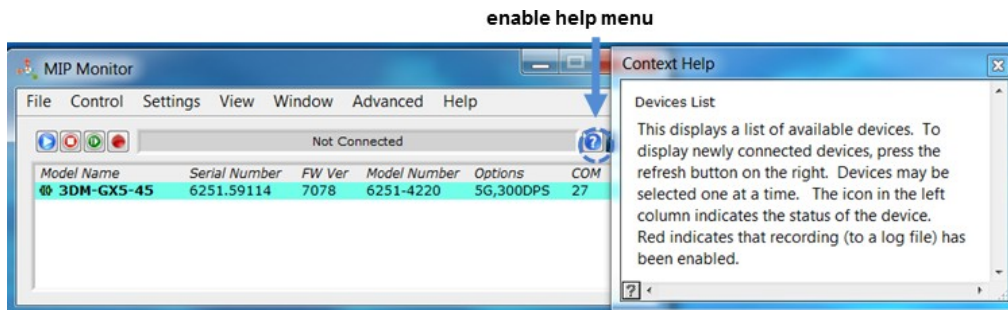 enable help menu
MIP Monitor
File Control Settings View Window Advanced Help
Not Connected
Model Name Serial Number FW Ver Model Number Options COM
3DM-GX5-45 6251.59114 7078 6251-4220 5G,300DPS 27
Context Help
Devices List
This displays a list of available devices. To
display newly connected devices, press the
refresh button on the right. Devices may be
selected one at a time. The icon in the left
column indicates the status of the device.
Red indicates that recording (to a log file) has
been enabled.